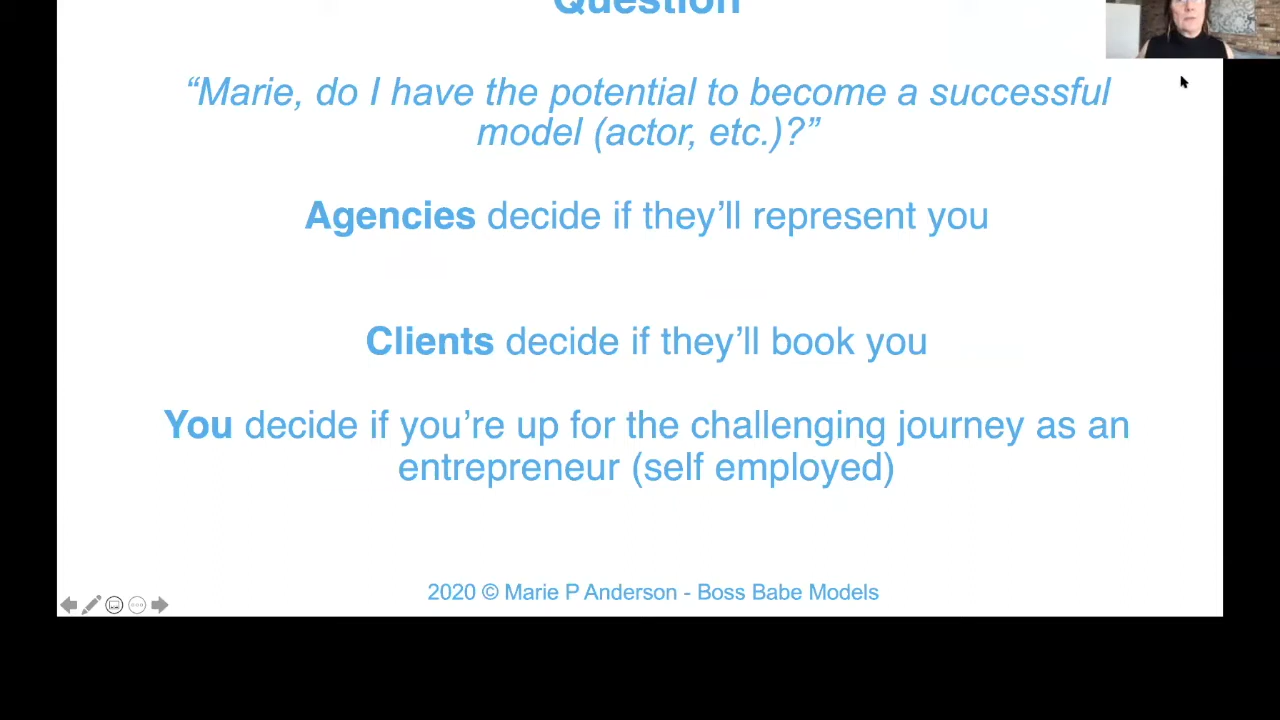 Question
“Marie, do I have the potential to become a successful
model (actor, etc.)?”
Agencies decide if they’ll represent you
Clients decide if they’ll book you
You decide if you’re up for the challenging journey as an
entrepreneur (self employed)
2020 © Marie P Anderson - Boss Babe Models